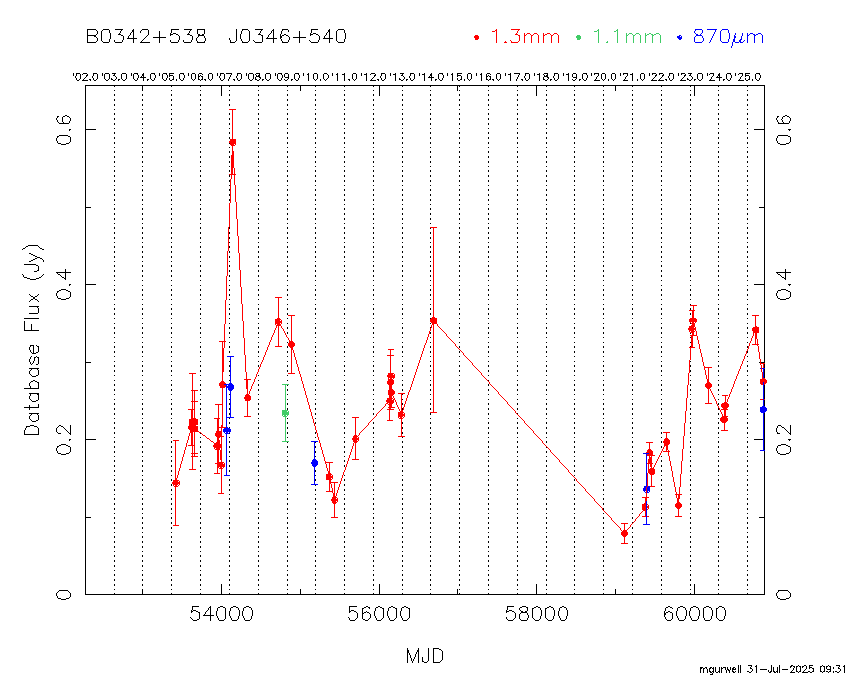 B0342+538 J0346+540 1.3mm 1.1mm 870μm
'02.0 '03.0 '04.0 '05.0 '06.0 '07.0 '08.0 '09.0 '10.0 '11.0 '12.0 '13.0 '14.0 '15.0 '16.0 '17.0 '18.0 '19.0 '20.0 '21.0 '22.0 '23.0 '24.0 '25.0
0.6 0.6
0.4 0.4
Database Flux (Jy)
0.2 0.2
0 0
54000 56000 58000 60000
MJD
mgurwell 31-Jul-2025 09:31